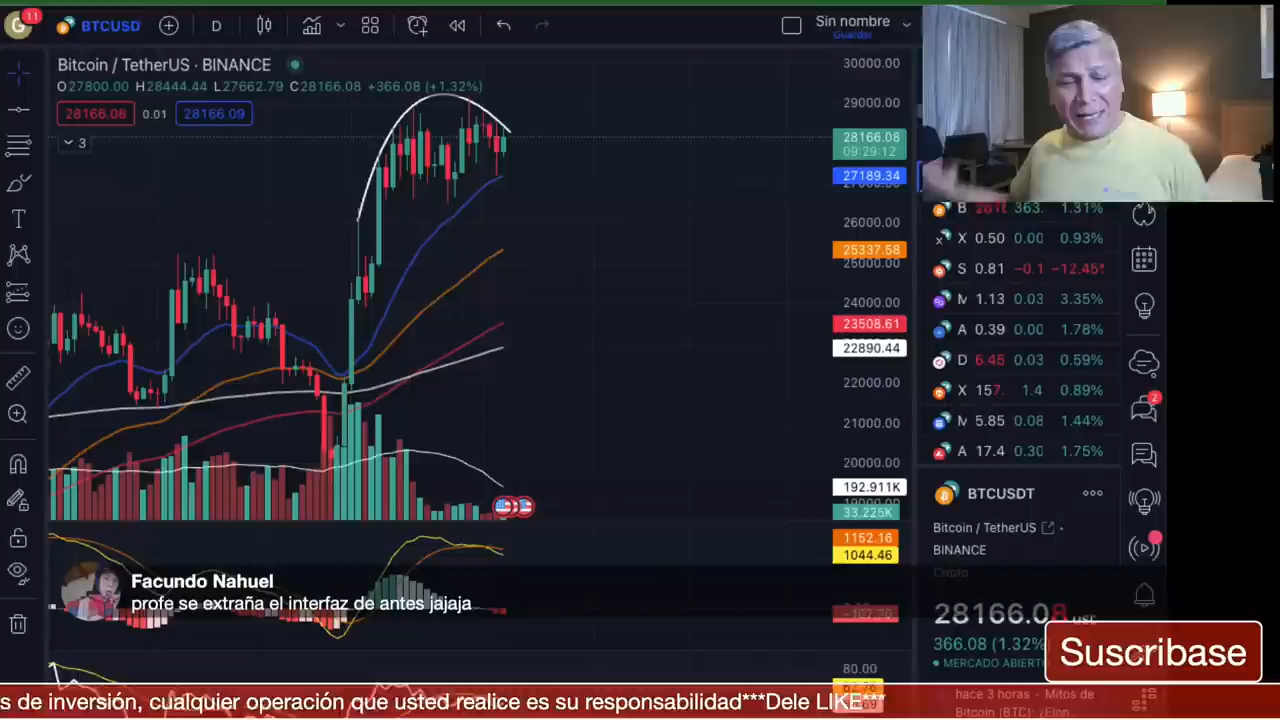 G
11
BTCUSD
D
Sin nombre
Guardar
Bitcoin / TetherUS · BINANCE
O27800.00 H28444.44 L27662.79 C28166.08 +366.08 (+1.32%)
28166.08 0.01 28166.09
3
30000.00
29000.00
28166.08
09:29:12
27189.34
26000.00
25337.58
25000.00
24000.00
23508.61
22890.44
22000.00
21000.00
20000.00
192.911K
33.225K
1152.16
1044.46
80.00
B 363. 1.31%
X 0.50 0.00 0.93%
S 0.81 −0.1 −12.45%
M 1.13 0.03 3.35%
A 0.39 0.00 1.78%
D 6.45 0.03 0.59%
X 157. 1.4 0.89%
M 5.85 0.08 1.44%
A 17.4 0.30 1.75%
2
BTCUSDT
Bitcoin / TetherUS
BINANCE
Cripto
28166.08
366.08 (1.32%)
MERCADO ABIERTO
hace 3 horas · Mitos de
Bitcoin (BTC): ¿Elon
Facundo Nahuel
profe se extraña el interfaz de antes jajaja
Suscribase
s de inversión, cualquier operación que usted realice es su responsabilidad***Dele LIKE***